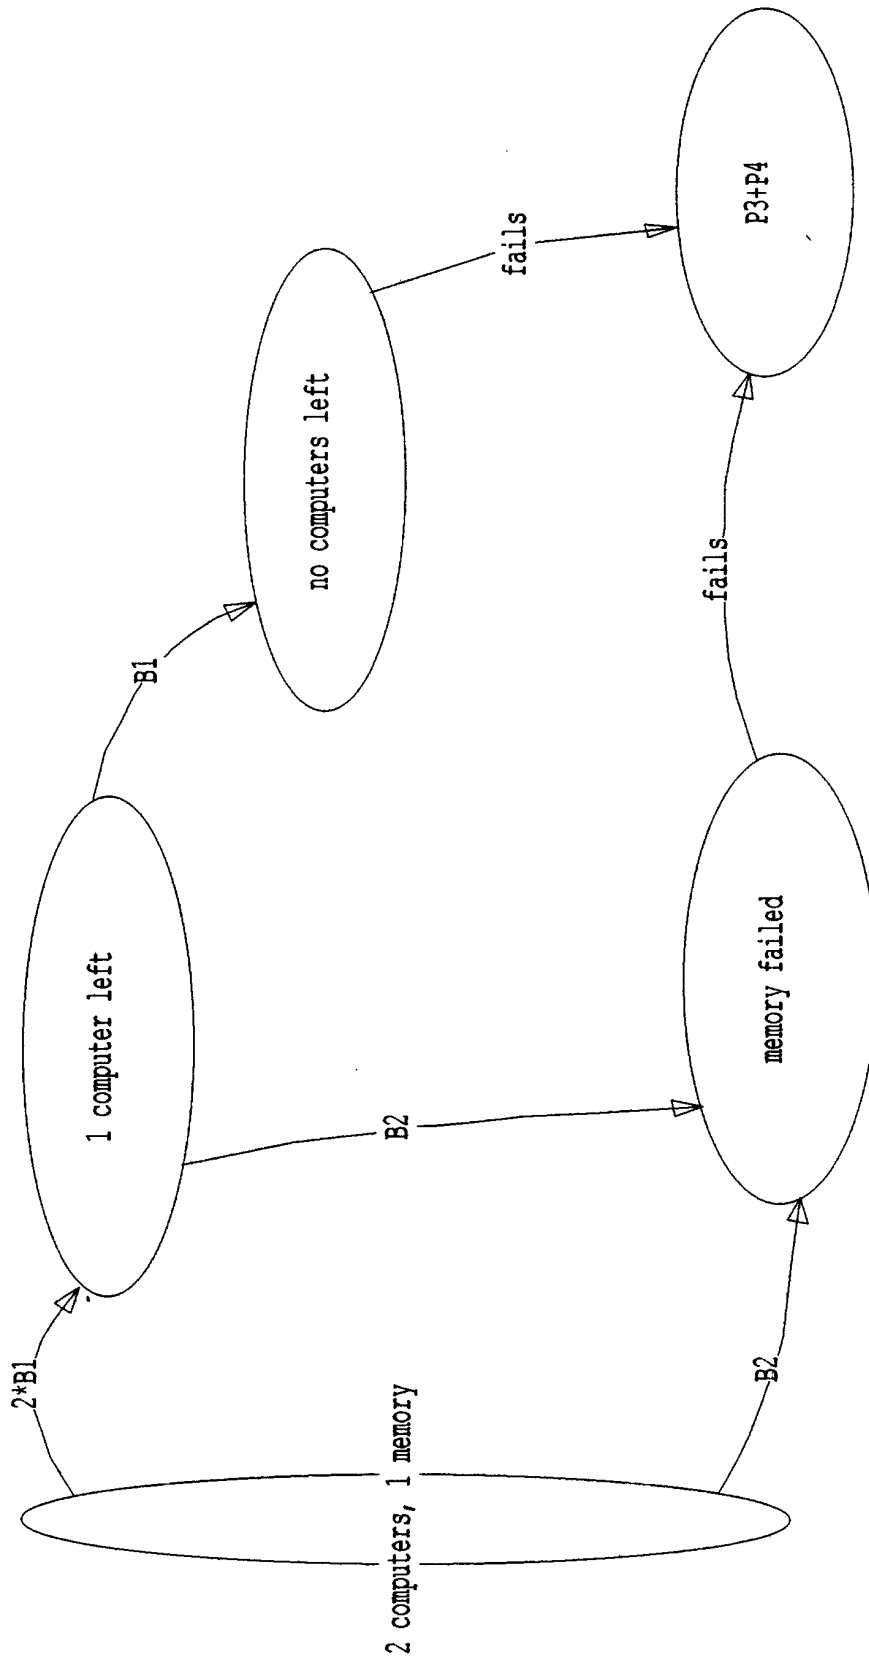 2 computers, 1 memory
2*B1
B2
1 computer left
B2
memory failed
B1
no computers left
fails
fails
P3+P4